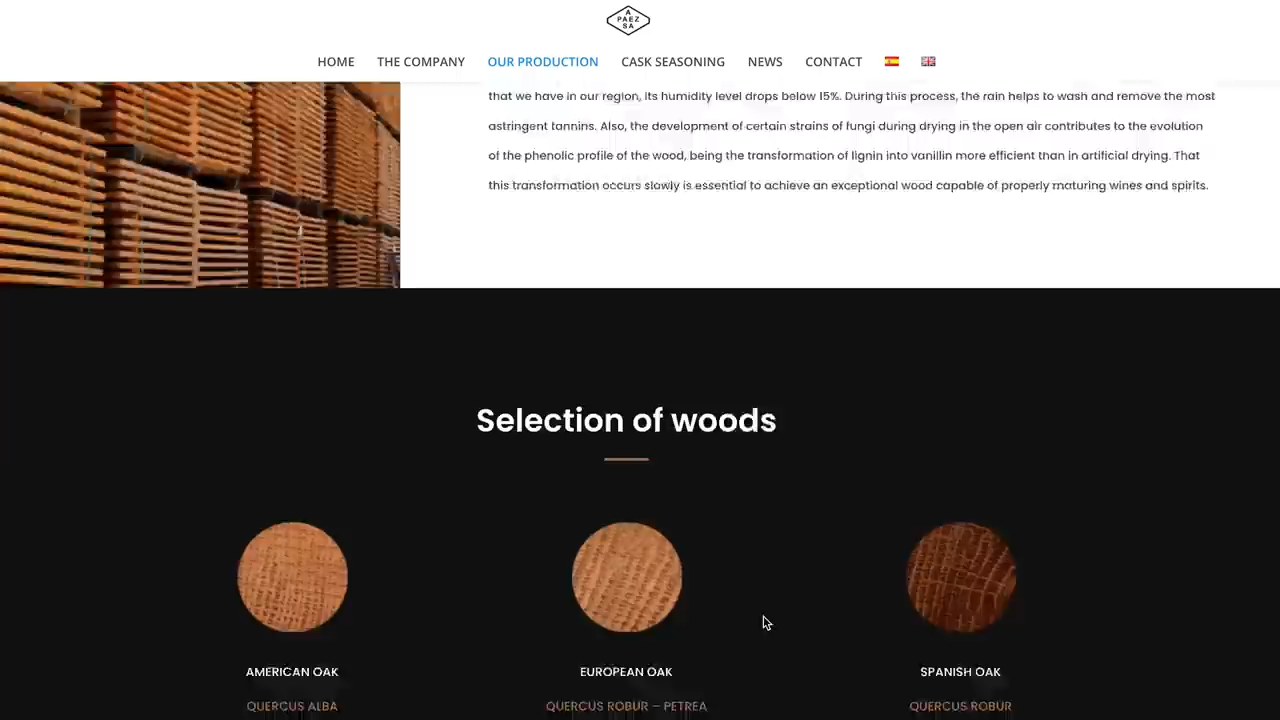 A
PAEZ
SA
HOME THE COMPANY OUR PRODUCTION CASK SEASONING NEWS CONTACT
that we have in our region, its humidity level drops below 15%. During this process, the rain helps to wash and remove the most
astringent tannins. Also, the development of certain strains of fungi during drying in the open air contributes to the evolution
of the phenolic profile of the wood, being the transformation of lignin into vanillin more efficient than in artificial drying. That
this transformation occurs slowly is essential to achieve an exceptional wood capable of properly maturing wines and spirits.
Selection of woods
AMERICAN OAK
QUERCUS ALBA
EUROPEAN OAK
QUERCUS ROBUR – PETREA
SPANISH OAK
QUERCUS ROBUR